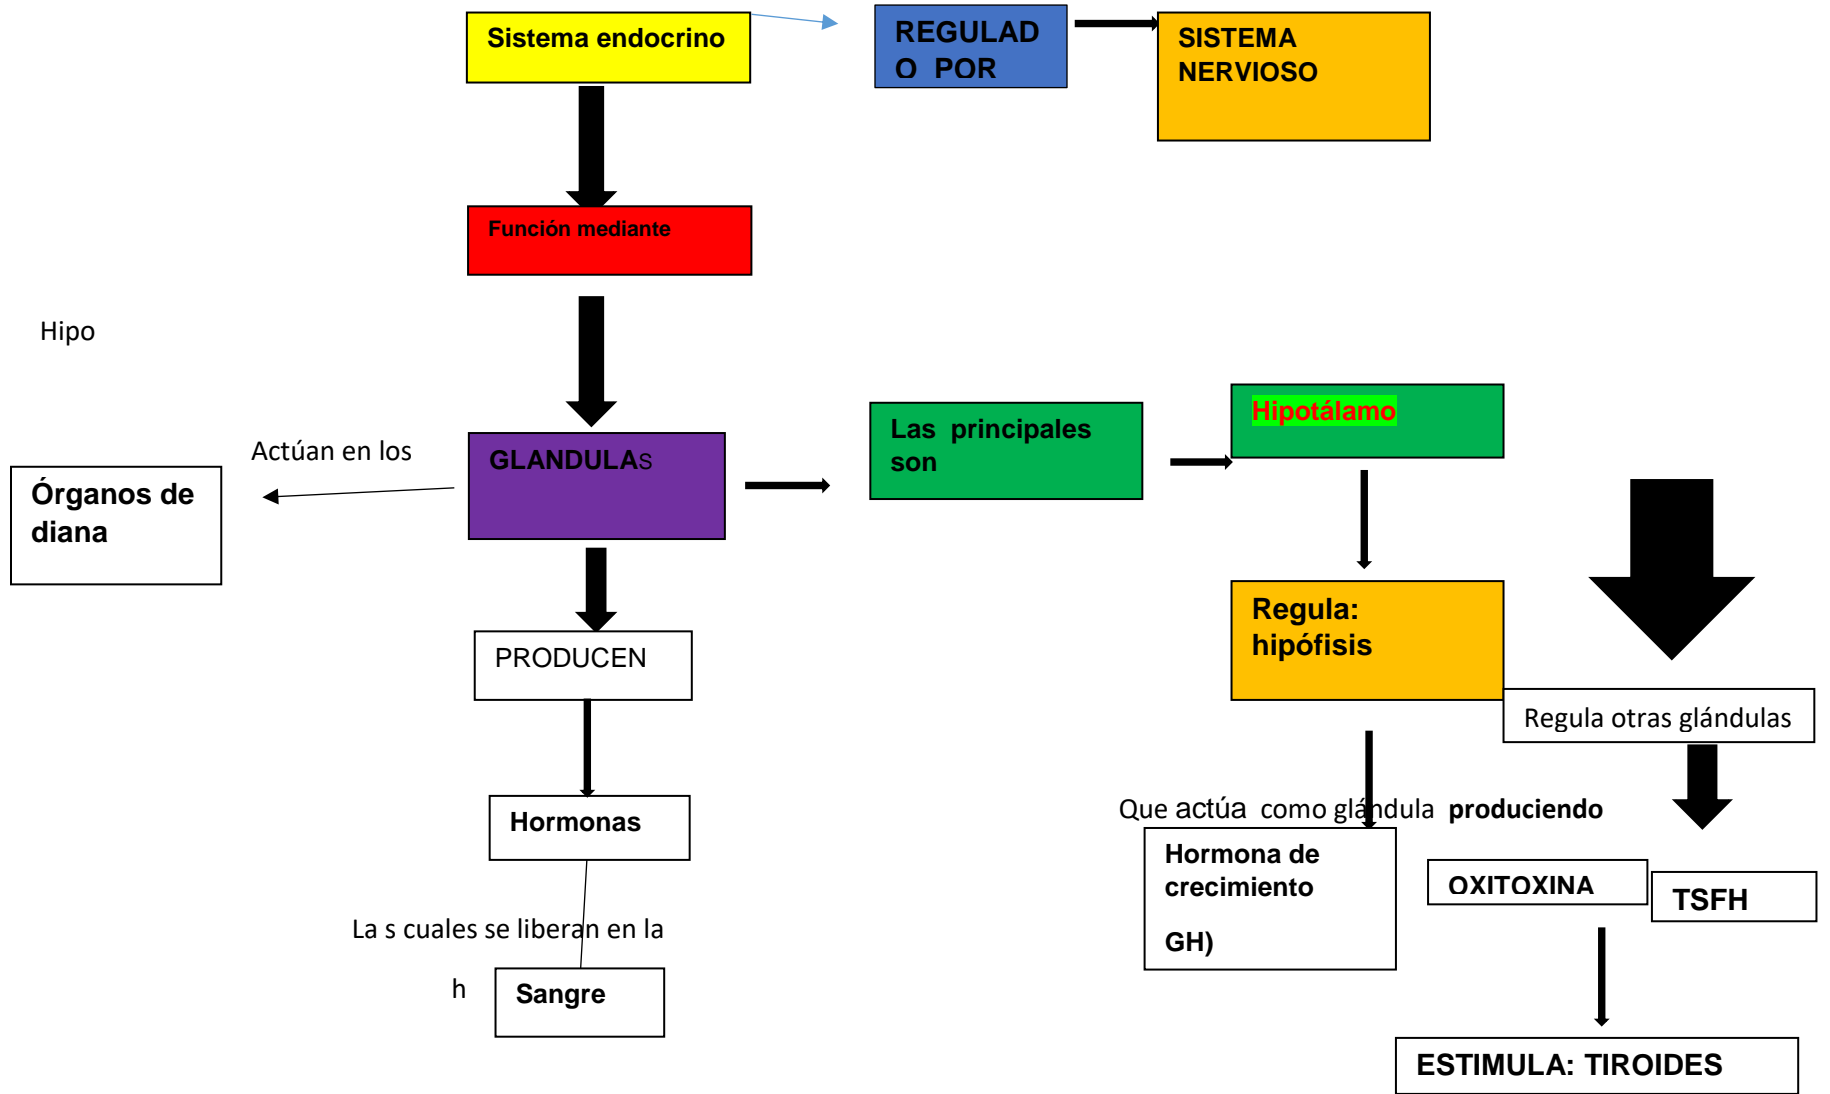 Sistema endocrino
REGULAD
O POR
SISTEMA
NERVIOSO
Función mediante
Hipo
Actúan en los
Órganos de
diana
GLANDULAS
Las principales
son
Hipotálamo
Regula:
hipófisis
PRODUCEN
Regula otras glándulas
Hormonas
Que actúa como glándula produciendo
Hormona de
crecimiento
GH)
OXITOXINA
TSFH
La s cuales se liberan en la
h
Sangre
ESTIMULA: TIROIDES